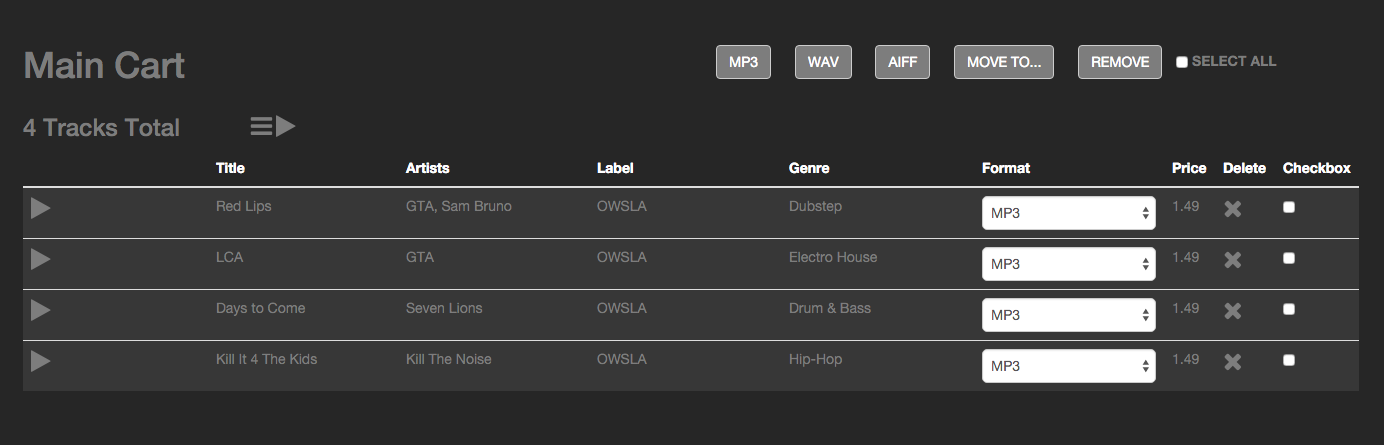 Main Cart MP3 WAV AIFF MOVE TO... REMOVE SELECT ALL
4 Tracks Total
Title Artists Label Genre Format Price Delete Checkbox
Red Lips GTA, Sam Bruno OWSLA Dubstep MP3 1.49
LCA GTA OWSLA Electro House MP3 1.49
Days to Come Seven Lions OWSLA Drum & Bass MP3 1.49
Kill It 4 The Kids Kill The Noise OWSLA Hip-Hop MP3 1.49